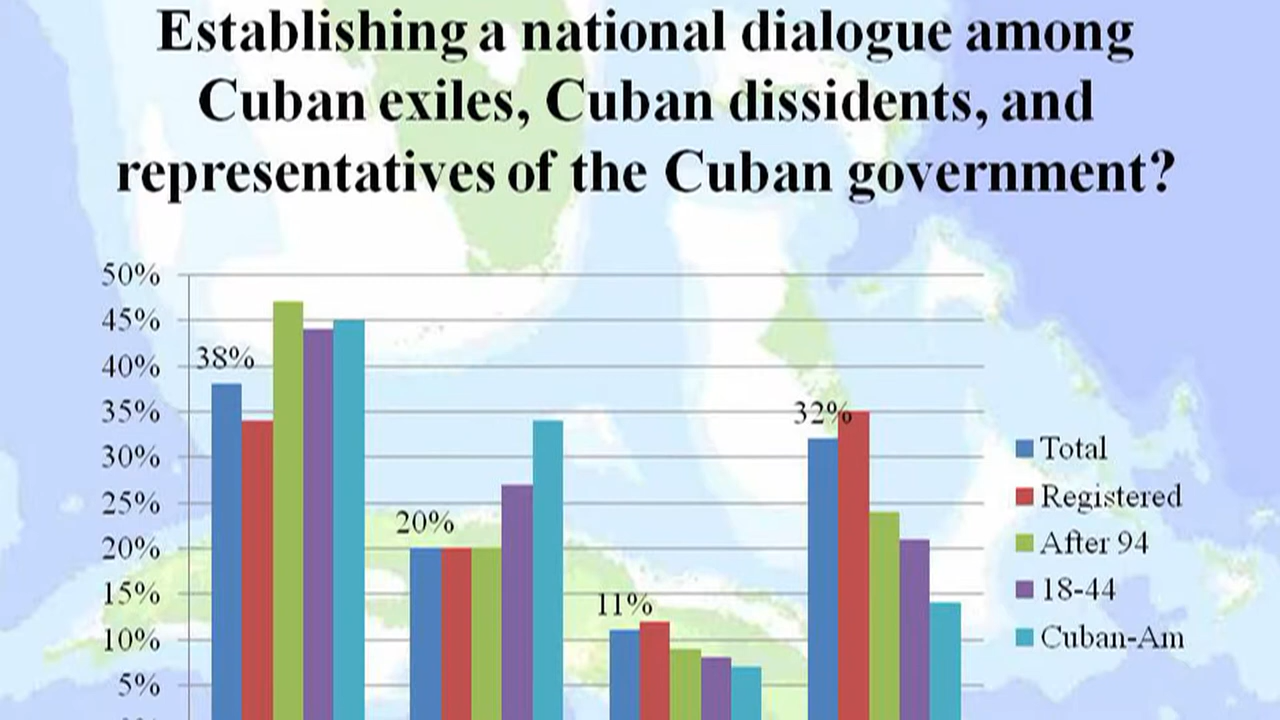 Establishing a national dialogue among
Cuban exiles, Cuban dissidents, and
representatives of the Cuban government?
50%
45%
40%
35%
30%
25%
20%
15%
10%
5%
38%
20%
11%
32%
Total
Registered
After 94
18-44
Cuban-Am